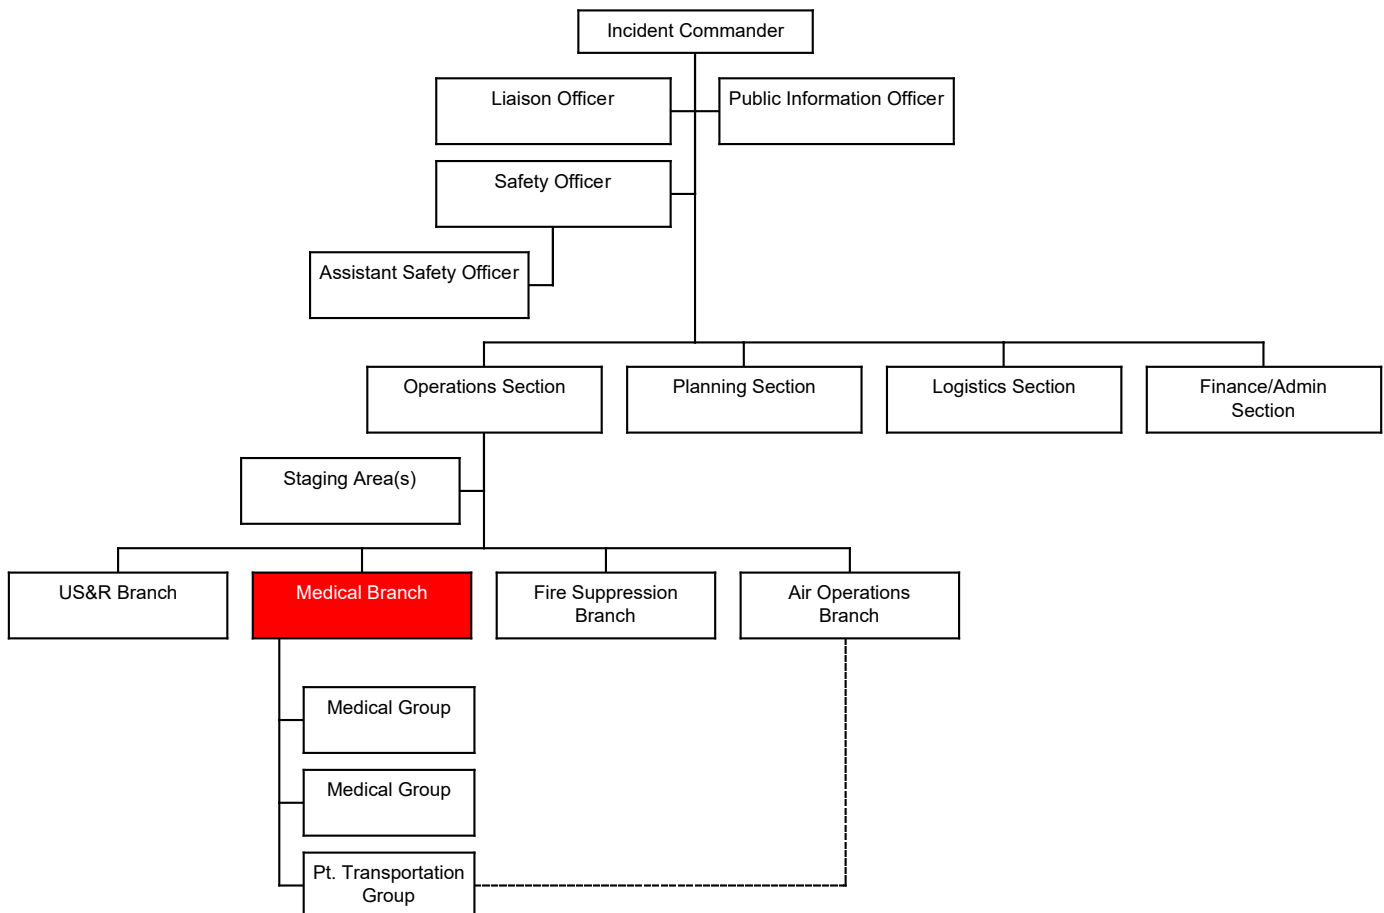 Incident Commander
Liaison Officer
Public Information Officer
Safety Officer
Assistant Safety Officer
Operations Section
Planning Section
Logistics Section
Finance/Admin
Section
Staging Area(s)
US&R Branch
Medical Branch
Fire Suppression
Branch
Air Operations
Branch
Medical Group
Medical Group
Pt. Transportation
Group